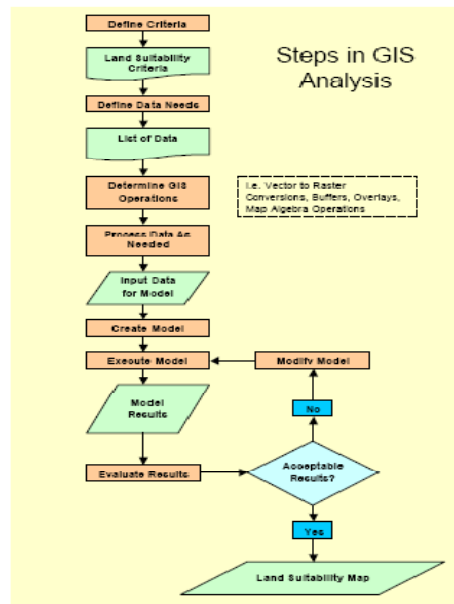 Steps in GIS
Analysis
Define Criteria
Land Suitability
Criteria
Define Data Needs
List of Data
Determine GIS
Operations
i.e. Vector to Raster
Conversions, Buffers, Overlays,
Map Algebra Operations
Process Data As
Needed
Input Data
for Model
Create Model
Execute Model
Modify Model
Model
Results
No
Evaluate Results
Acceptable
Results?
Yes
Land Suitability Map